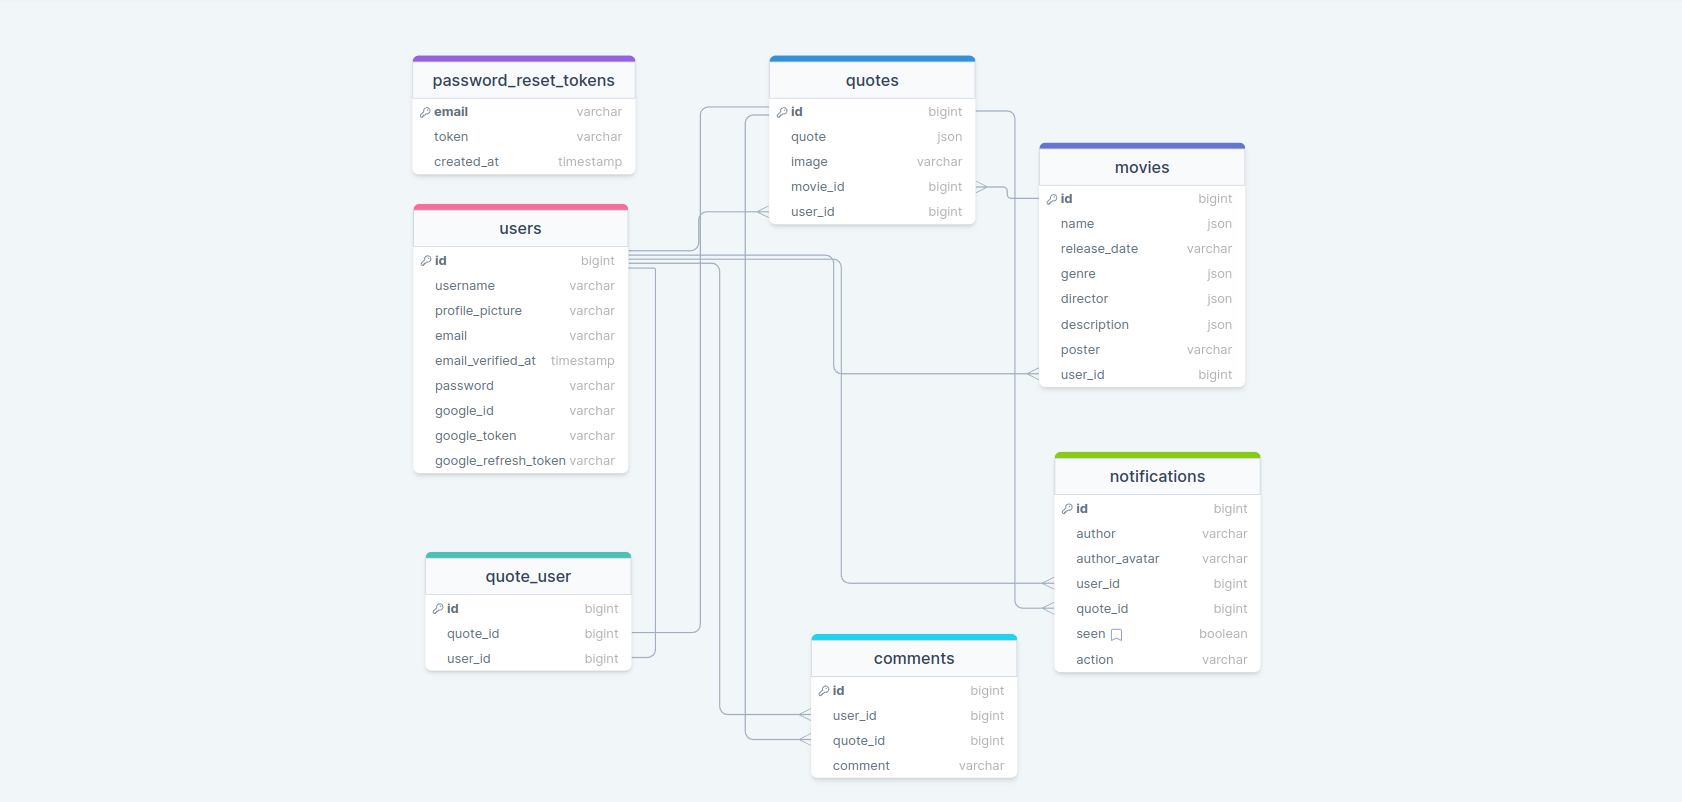 password_reset_tokens
email varchar
token varchar
created_at timestamp
users
id bigint
username varchar
profile_picture varchar
email varchar
email_verified_at timestamp
password varchar
google_id varchar
google_token varchar
google_refresh_token varchar
quote_user
id bigint
quote_id bigint
user_id bigint
quotes
id bigint
quote json
image varchar
movie_id bigint
user_id bigint
movies
id bigint
name json
release_date varchar
genre json
director json
description json
poster varchar
user_id bigint
notifications
id bigint
author varchar
author_avatar varchar
user_id bigint
quote_id bigint
seen boolean
action varchar
comments
id bigint
user_id bigint
quote_id bigint
comment varchar